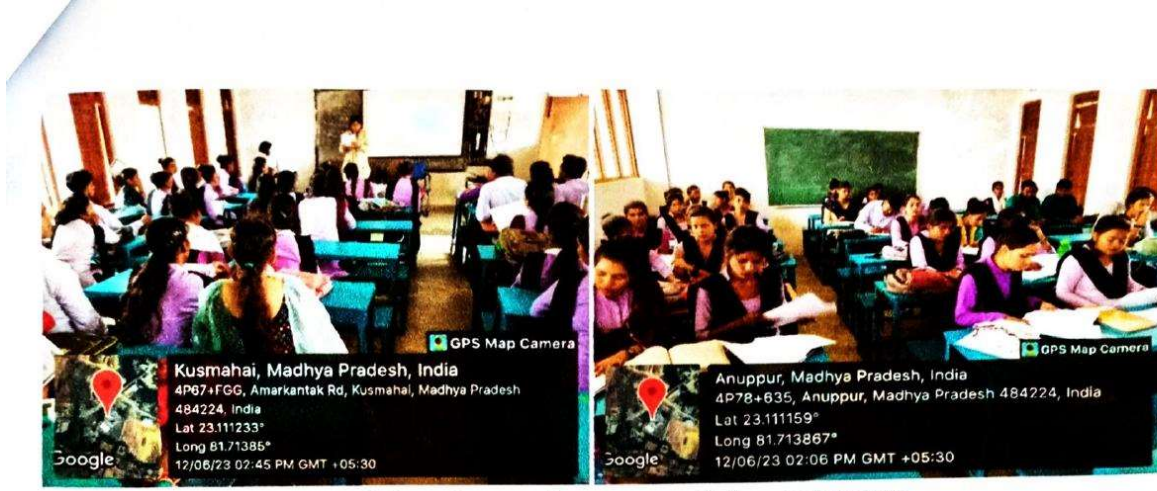 GPS Map Camera
Kusmahai, Madhya Pradesh, India
4P67+FGG, Amarkantak Rd, Kusmahai, Madhya Pradesh
484224, India
Lat 23.111233°
Long 81.71385°
12/06/23 02:45 PM GMT +05:30
Google
GPS Map Camera
Anuppur, Madhya Pradesh, India
4P78+635, Anuppur, Madhya Pradesh 484224, India
Lat 23.111159°
Long 81.713867°
12/06/23 02:06 PM GMT +05:30
Google